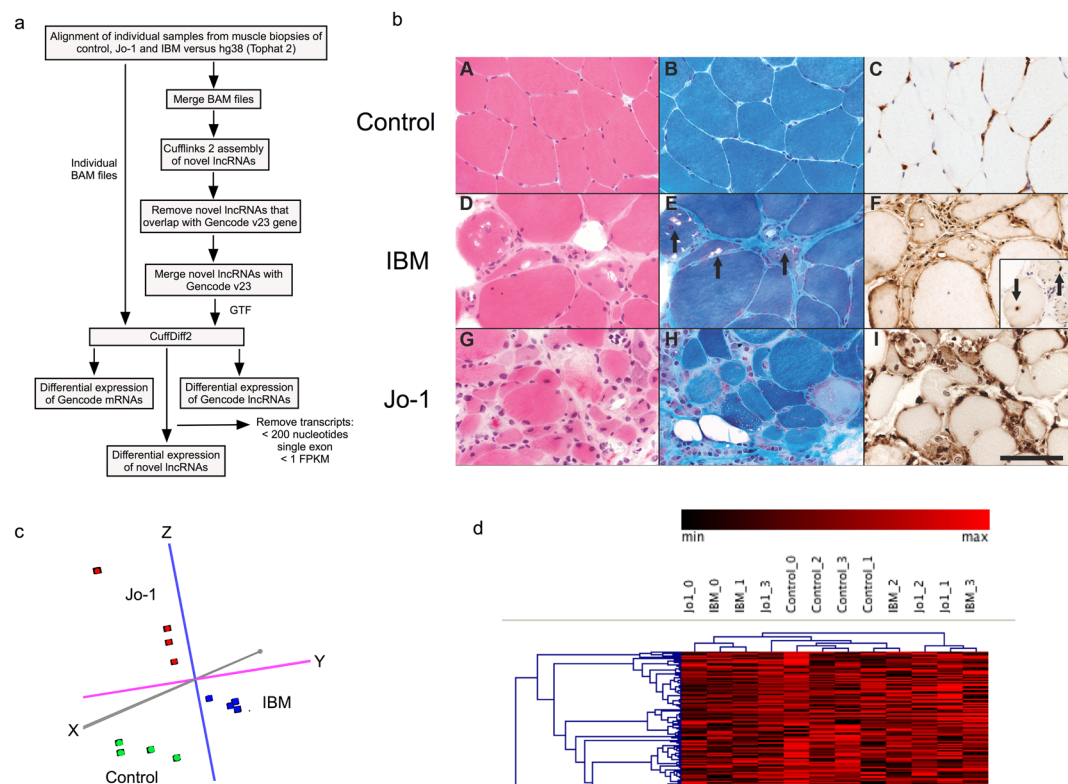 a
Alignment of individual samples from muscle biopsies of
control, Jo-1 and IBM versus hg38 (Tophat 2)
Merge BAM files
Cufflinks 2 assembly
of novel lncRNAs
Individual
BAM files
Remove novel lncRNAs that
overlap with Gencode v23 gene
Merge novel lncRNAs with
Gencode v23
GTF
CuffDiff2
Differential expression
of Gencode mRNAs
Differential expression
of Gencode lncRNAs
Remove transcripts:
< 200 nucleotides
single exon
< 1 FPKM
Differential expression
of novel lncRNAs
b
Control
A
B
C
IBM
D
E
F
Jo-1
G
H
I
c
Z
Jo-1
Y
X
IBM
Control
d
min
max
Jo1_0
IBM_0
IBM_1
Jo1_3
Control_0
Control_2
Control_3
Control_1
IBM_2
Jo1_2
Jo1_1
IBM_3